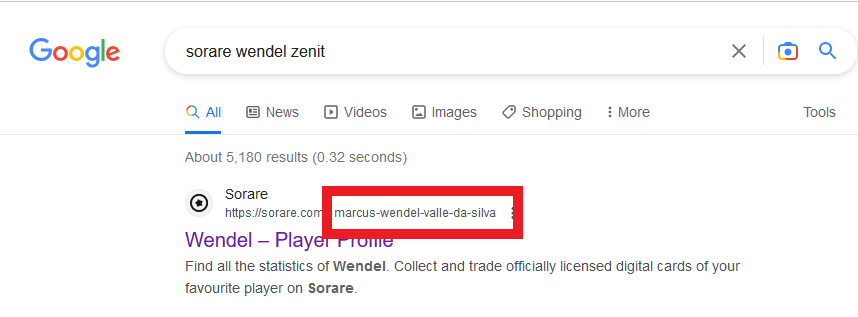 Google
sorare wendel zenit
All News Videos Images Shopping More Tools
About 5,180 results (0.32 seconds)
Sorare
https://sorare.com marcus-wendel-valle-da-silva
Wendel – Player Profile
Find all the statistics of Wendel. Collect and trade officially licensed digital cards of your
favourite player on Sorare.